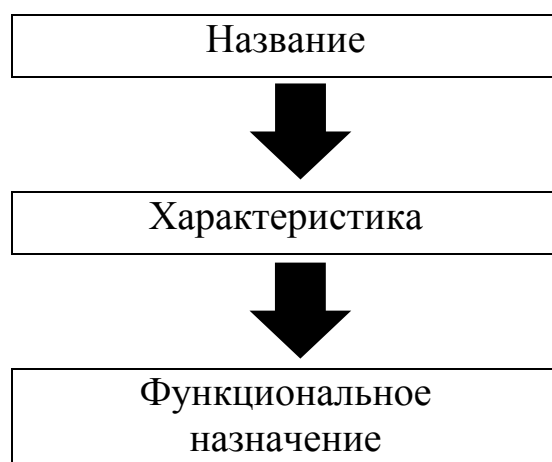 Название
Характеристика
Функциональное
назначение